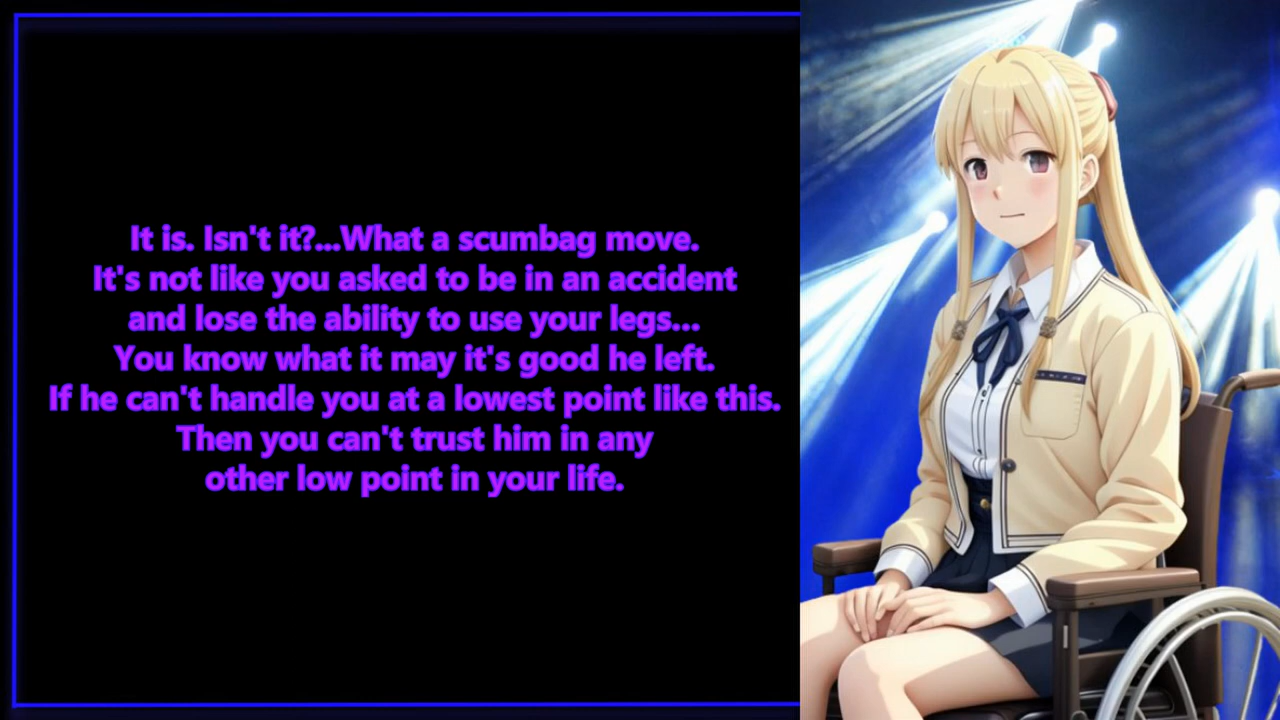 It is. Isn't it?...What a scumbag move.
It's not like you asked to be in an accident
and lose the ability to use your legs...
You know what it may it's good he left.
If he can't handle you at a lowest point like this.
Then you can't trust him in any
other low point in your life.